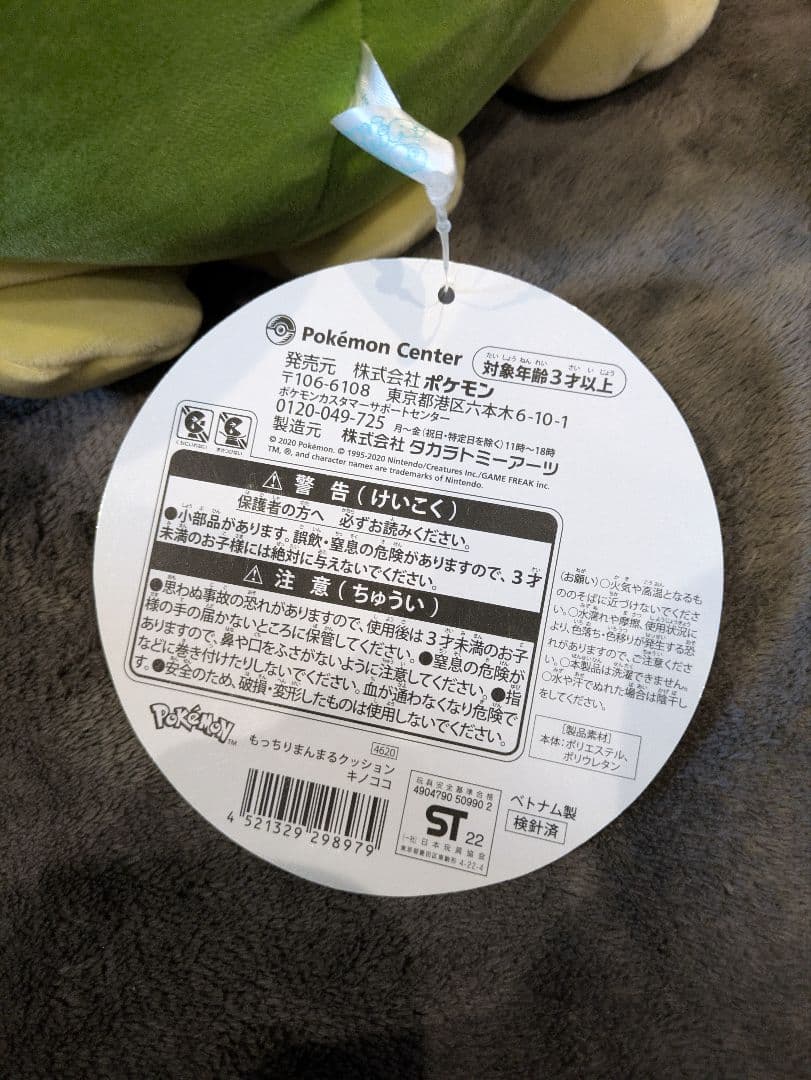 Pokémon Center
対象年齢3才以上
発売元 株式会社ポケモン
〒106-6108 東京都港区六本木6-10-1
ポケモンカスタマーサポートセンター
0120-049-725 月〜金(祝日・特定日を除く)11時〜18時
製造元 株式会社タカラトミーアーツ
© 2020 Pokémon. © 1995-2020 Nintendo/Creatures Inc./GAME FREAK inc.
TM, ®, and character names are trademarks of Nintendo.
⚠ 警告(けいこく)
保護者の方へ 必ずお読みください。
●小部品があります。誤飲・窒息の危険がありますので、3才
未満のお子様には絶対に与えないでください。
⚠ 注意(ちゅうい)
●思わぬ事故の恐れがありますので、使用後は3才未満のお子
様の手の届かないところに保管してください。●窒息の危険が
ありますので、鼻や口をふさがないように注意してください。●指
などに巻き付けたりしないでください。血が通わなくなり危険で
す。●安全のため、破損・変形したものは使用しないでください。
(お願い)○火気や高温となるも
ののそばに近づけないでくださ
い。○水濡れや摩擦、使用状況に
より、色落ち・色移りが発生する恐
れがありますので、ご注意くださ
い。○本製品は洗濯できません。
○水や汗でぬれた場合は陰干し
をしてください。
[製品素材]
本体：ポリエステル、
ポリウレタン
POKÉMON™
もっちりまんまるクッション 4620
キノココ
4 521329 298979
玩具安全基準合格
4904790 50990 2
ST 22
(一社)日本玩具協会
東京都墨田区東駒形 4-22-4
ベトナム製
検針済